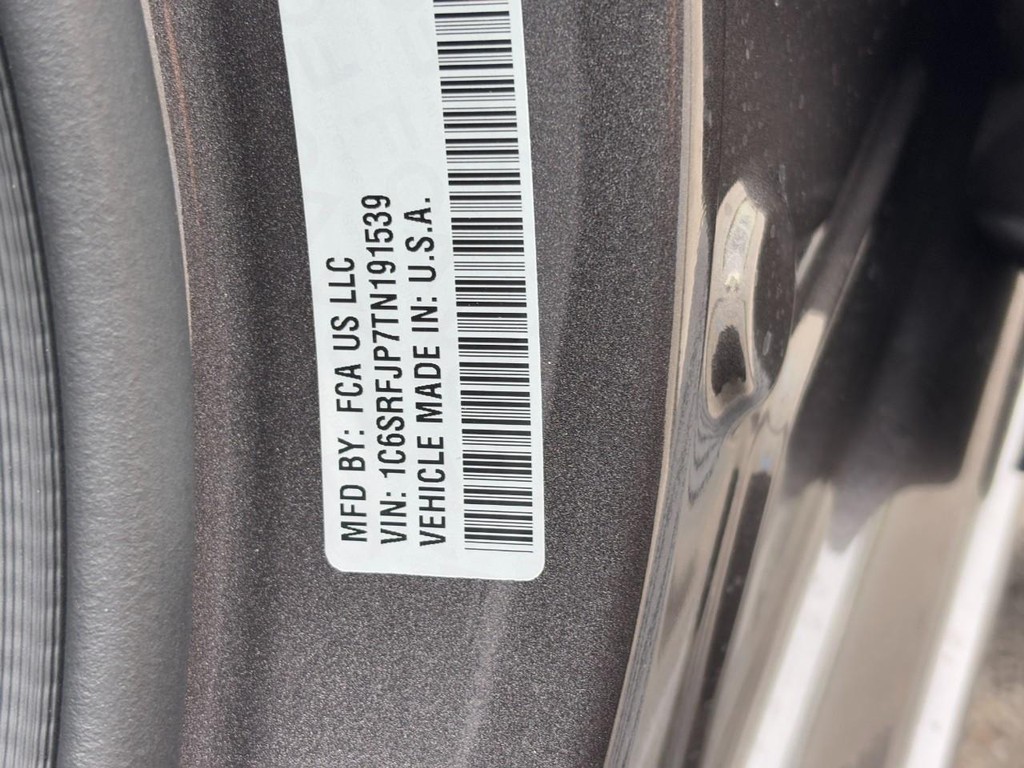 MFD BY: FCA US LLC
VIN: 1C6SRFJP7TN191539
VEHICLE MADE IN: U.S.A.